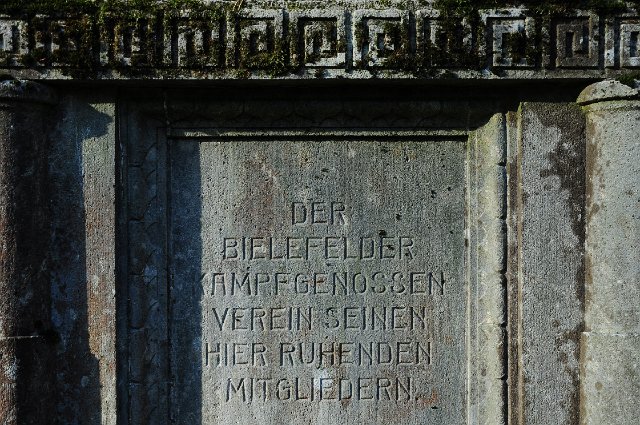 DER
BIELEFELDER
KAMPFGENOSSEN
VEREIN SEINEN
HIER RUHENDEN
MITGLIEDERN.